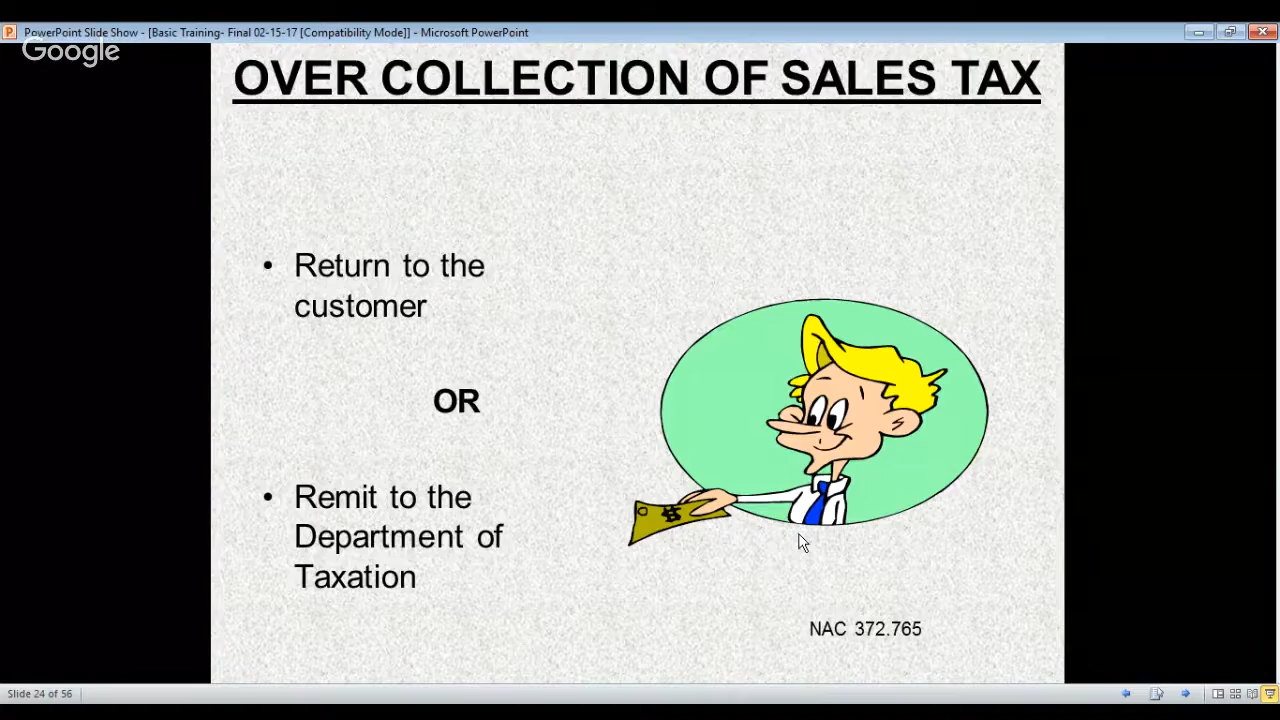 PowerPoint Slide Show - [Basic Training- Final 02-15-17 [Compatibility Mode]] - Microsoft PowerPoint
Google
OVER COLLECTION OF SALES TAX
• Return to the
customer
OR
• Remit to the
Department of
Taxation
NAC 372.765
Slide 24 of 56